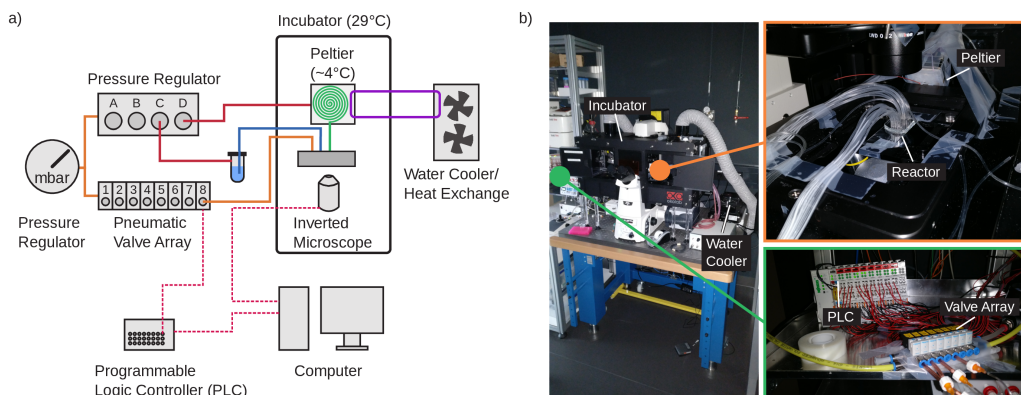 a)
Incubator (29°C)
Peltier
(~4°C)
Pressure Regulator
A B C D
mbar
1 2 3 4 5 6 7 8
Pressure
Regulator
Pneumatic
Valve Array
Inverted
Microscope
Water Cooler/
Heat Exchange
Programmable
Logic Controller (PLC)
Computer
b)
Incubator
Water
Cooler
Peltier
Reactor
PLC
Valve Array